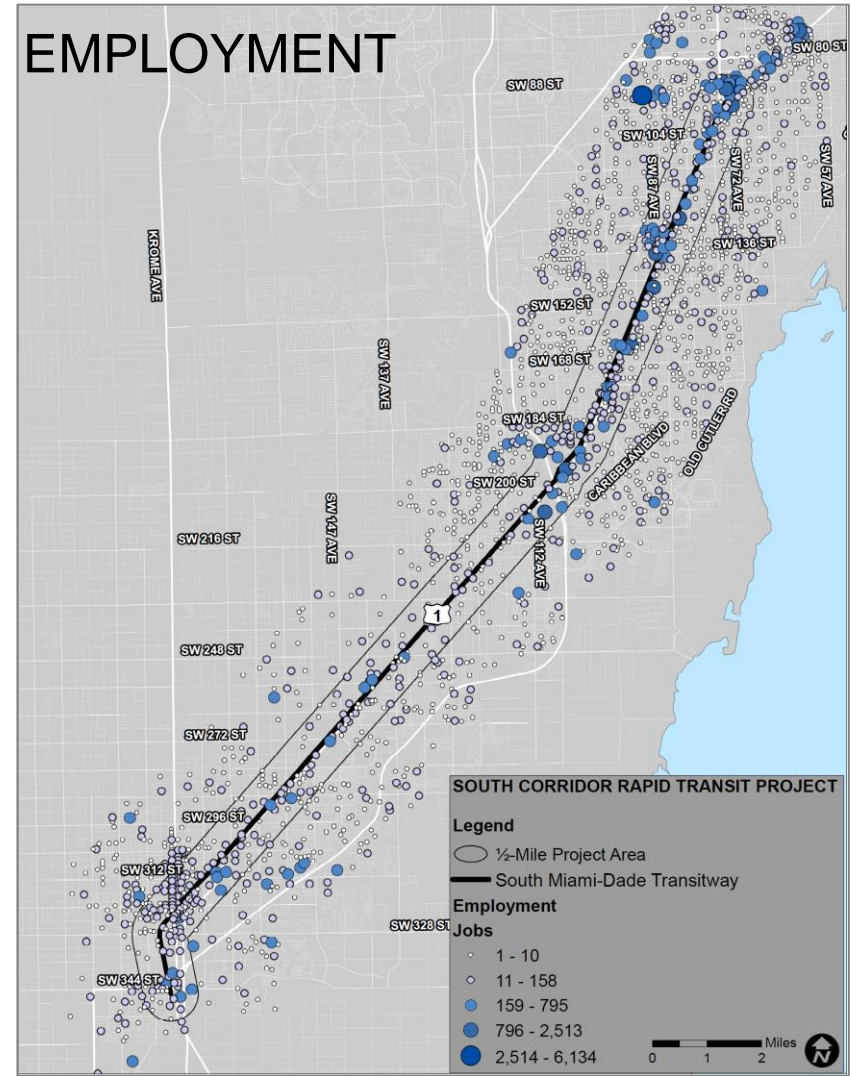 EMPLOYMENT
SW 80 ST
SW 88 ST
SW 104 ST
SW 87 AVE
SW 72 AVE
SW 57 AVE
KROME AVE
SW 136 ST
SW 152 ST
SW 137 AVE
SW 168 ST
SW 184 ST
CARIBBEAN BLVD
OLD CUTLER RD
SW 200 ST
SW 147 AVE
SW 112 AVE
SW 216 ST
1
SW 248 ST
SW 272 ST
SW 296 ST
SW 312 ST
SW 328 ST
SW 344 ST
SOUTH CORRIDOR RAPID TRANSIT PROJECT
Legend
½-Mile Project Area
South Miami-Dade Transitway
Employment
Jobs
1 - 10
11 - 158
159 - 795
796 - 2,513
2,514 - 6,134
Miles
0 1 2
N